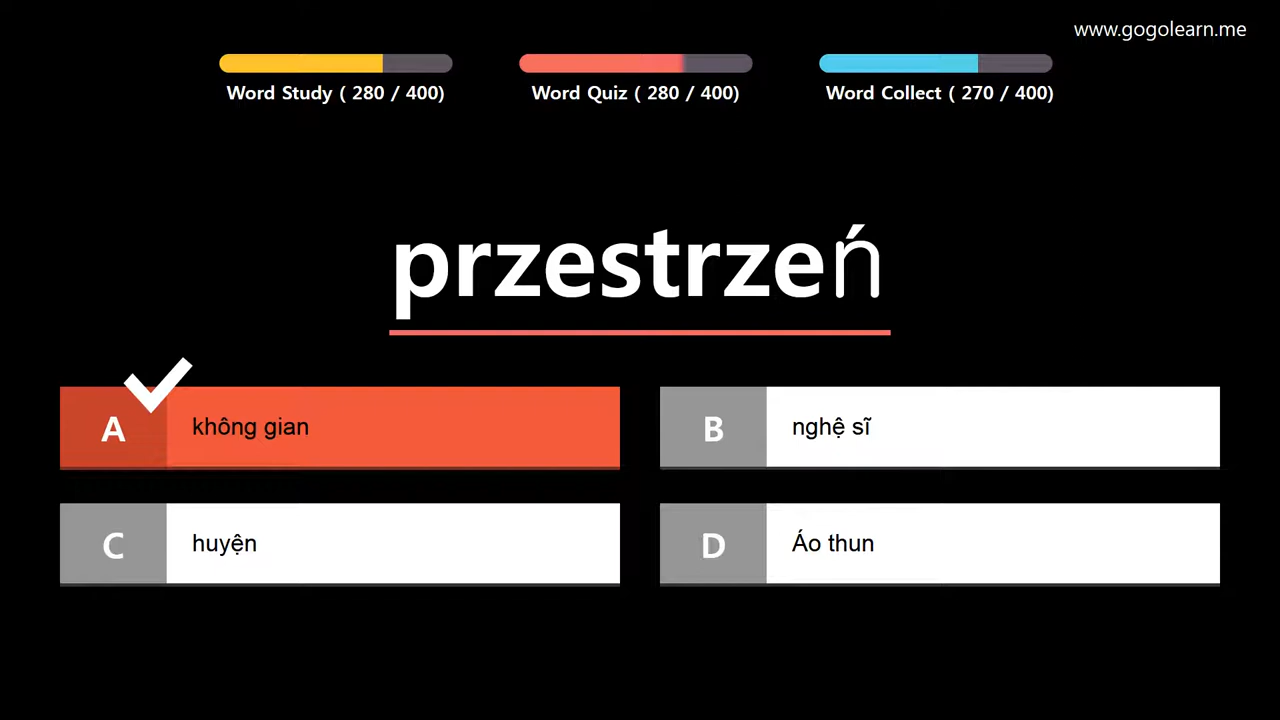 www.gogolearn.me
Word Study ( 280 / 400)
Word Quiz ( 280 / 400)
Word Collect ( 270 / 400)
przestrzeń
A không gian
B nghệ sĩ
C huyện
D Áo thun